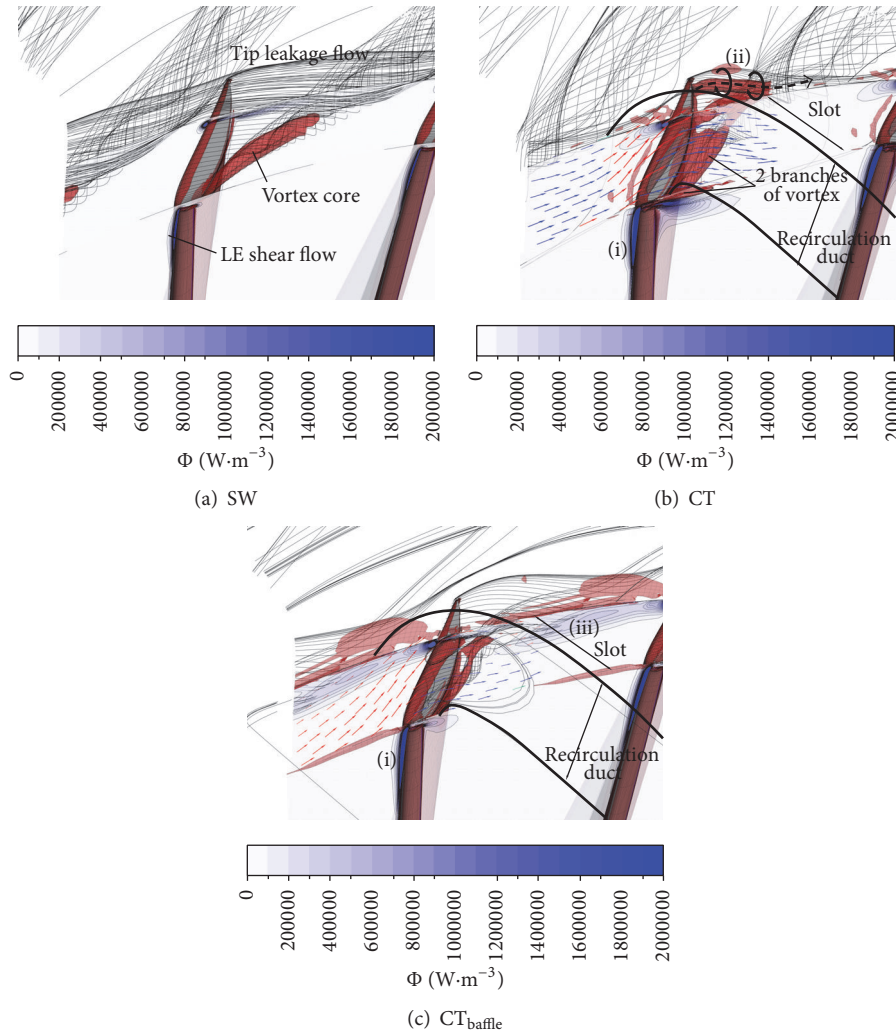 Tip leakage flow
Vortex core
LE shear flow
0
200000
400000
600000
800000
1000000
1200000
1400000
1600000
1800000
2000000
Φ (W·m⁻³)
(a) SW
(ii)
Slot
2 branches
of vortex
Recirculation
duct
(i)
0
200000
400000
600000
800000
1000000
1200000
1400000
1600000
1800000
2000000
Φ (W·m⁻³)
(b) CT
(iii)
Slot
Recirculation
duct
(i)
0
200000
400000
600000
800000
1000000
1200000
1400000
1600000
1800000
2000000
Φ (W·m⁻³)
(c) CTbaffle